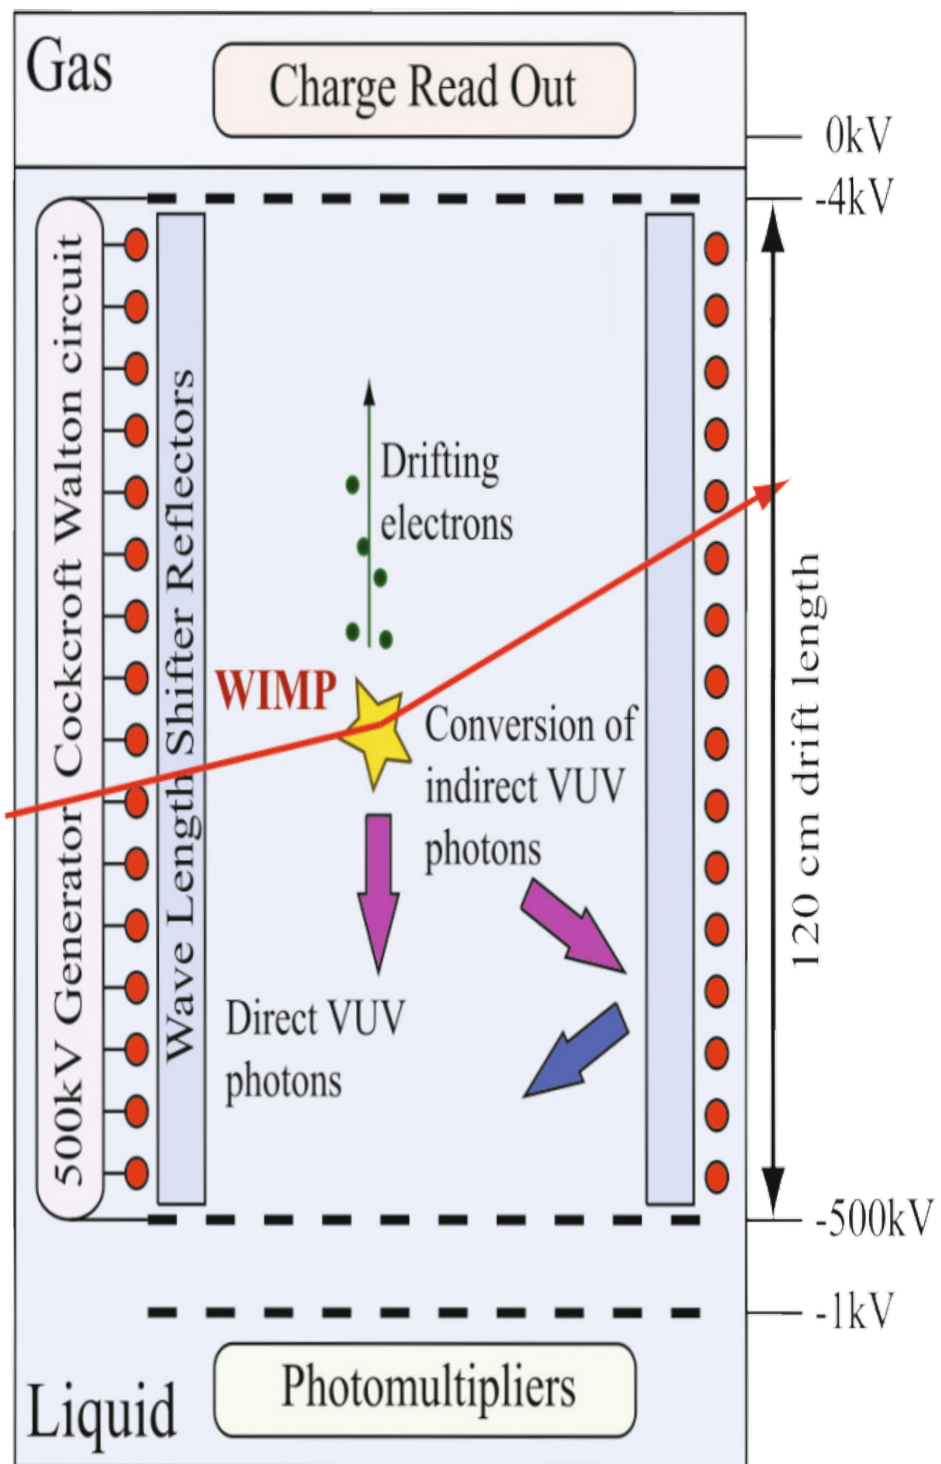 Gas
Charge Read Out
0kV
-4kV
500kV Generator Cockcroft Walton circuit
Wave Length Shifter Reflectors
Drifting
electrons
WIMP
Conversion of
indirect VUV
photons
Direct VUV
photons
120 cm drift length
-500kV
-1kV
Photomultipliers
Liquid